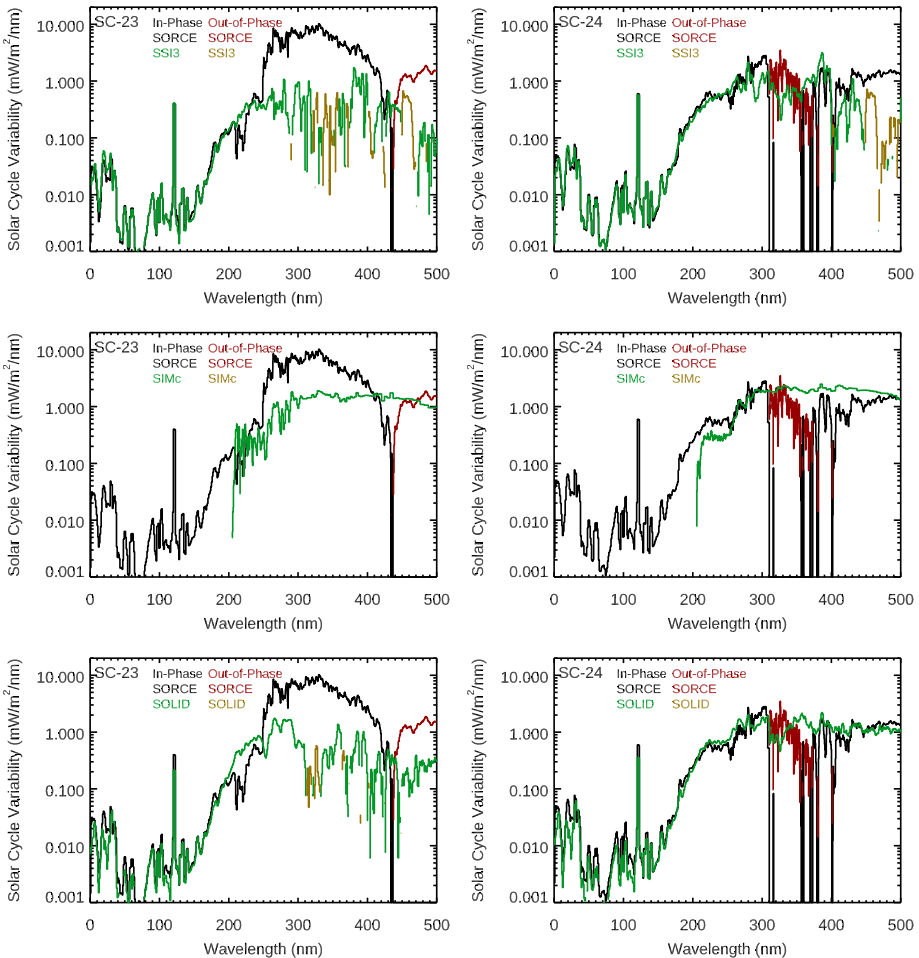 SC-23 In-Phase Out-of-Phase
SORCE SORCE
SSI3 SSI3
10.000
1.000
0.100
0.010
0.001
0 100 200 300 400 500
Wavelength (nm)
Solar Cycle Variability (mW/m²/nm)
SC-24 In-Phase Out-of-Phase
SORCE SORCE
SSI3 SSI3
10.000
1.000
0.100
0.010
0.001
0 100 200 300 400 500
Wavelength (nm)
Solar Cycle Variability (mW/m²/nm)
SC-23 In-Phase Out-of-Phase
SORCE SORCE
SIMc SIMc
10.000
1.000
0.100
0.010
0.001
0 100 200 300 400 500
Wavelength (nm)
Solar Cycle Variability (mW/m²/nm)
SC-24 In-Phase Out-of-Phase
SORCE SORCE
SIMc SIMc
10.000
1.000
0.100
0.010
0.001
0 100 200 300 400 500
Wavelength (nm)
Solar Cycle Variability (mW/m²/nm)
SC-23 In-Phase Out-of-Phase
SORCE SORCE
SOLID SOLID
10.000
1.000
0.100
0.010
0.001
0 100 200 300 400 500
Wavelength (nm)
Solar Cycle Variability (mW/m²/nm)
SC-24 In-Phase Out-of-Phase
SORCE SORCE
SOLID SOLID
10.000
1.000
0.100
0.010
0.001
0 100 200 300 400 500
Wavelength (nm)
Solar Cycle Variability (mW/m²/nm)